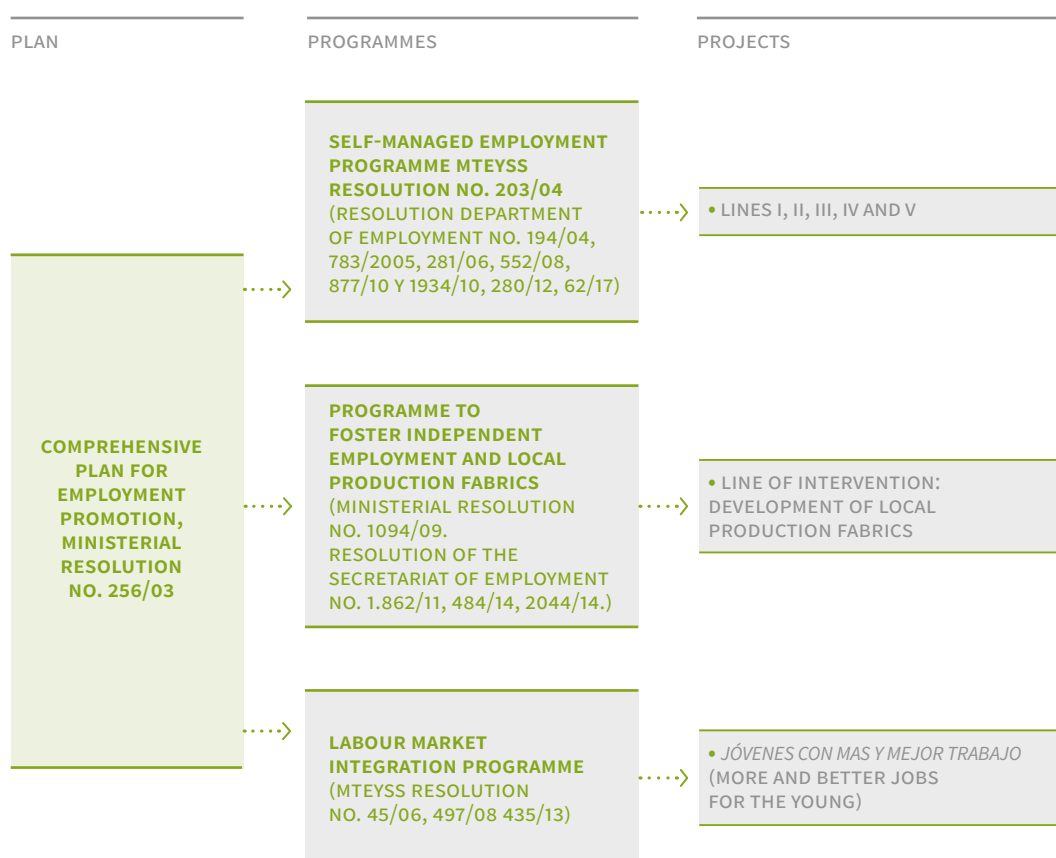 PLAN
PROGRAMMES
PROJECTS
COMPREHENSIVE
PLAN FOR
EMPLOYMENT
PROMOTION,
MINISTERIAL
RESOLUTION
NO. 256/03
SELF-MANAGED EMPLOYMENT
PROGRAMME MTEYSS
RESOLUTION NO. 203/04
(RESOLUTION DEPARTMENT
OF EMPLOYMENT NO. 194/04,
783/2005, 281/06, 552/08,
877/10 Y 1934/10, 280/12, 62/17)
• LINES I, II, III, IV AND V
PROGRAMME TO
FOSTER INDEPENDENT
EMPLOYMENT AND LOCAL
PRODUCTION FABRICS
(MINISTERIAL RESOLUTION
NO. 1094/09.
RESOLUTION OF THE
SECRETARIAT OF EMPLOYMENT
NO. 1.862/11, 484/14, 2044/14.)
• LINE OF INTERVENTION:
DEVELOPMENT OF LOCAL
PRODUCTION FABRICS
LABOUR MARKET
INTEGRATION PROGRAMME
(MTEYSS RESOLUTION
NO. 45/06, 497/08 435/13)
• JÓVENES CON MAS Y MEJOR TRABAJO
(MORE AND BETTER JOBS
FOR THE YOUNG)